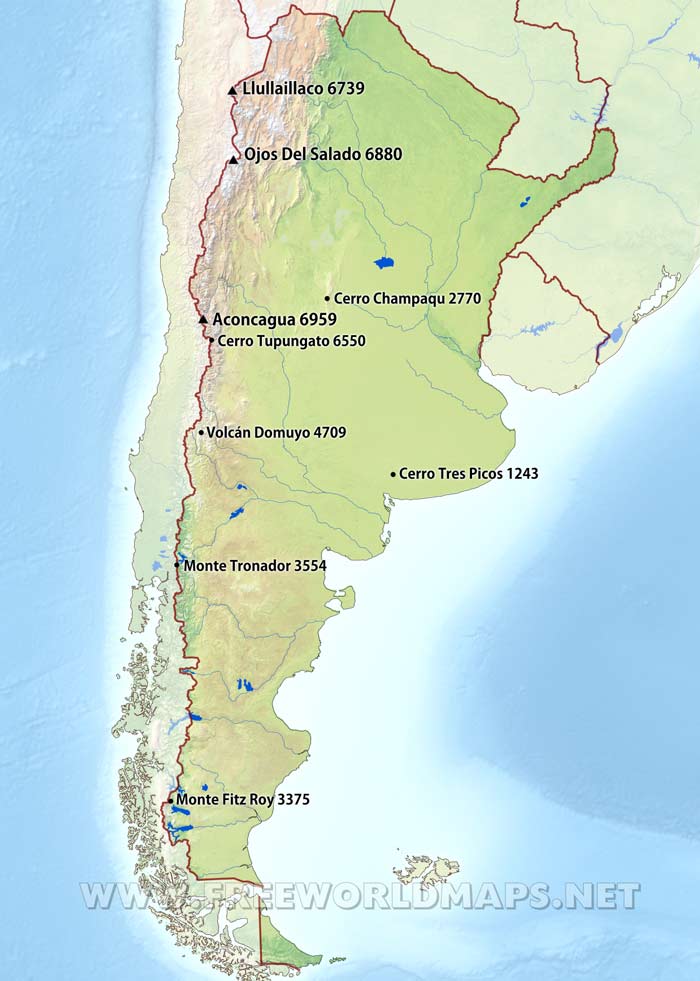 Llullaillaco 6739
Ojos Del Salado 6880
Cerro Champaqu 2770
Aconcagua 6959
Cerro Tupungato 6550
Volcán Domuyo 4709
Cerro Tres Picos 1243
Monte Tronador 3554
Monte Fitz Roy 3375
WWW.FREEWORLDMAPS.NET